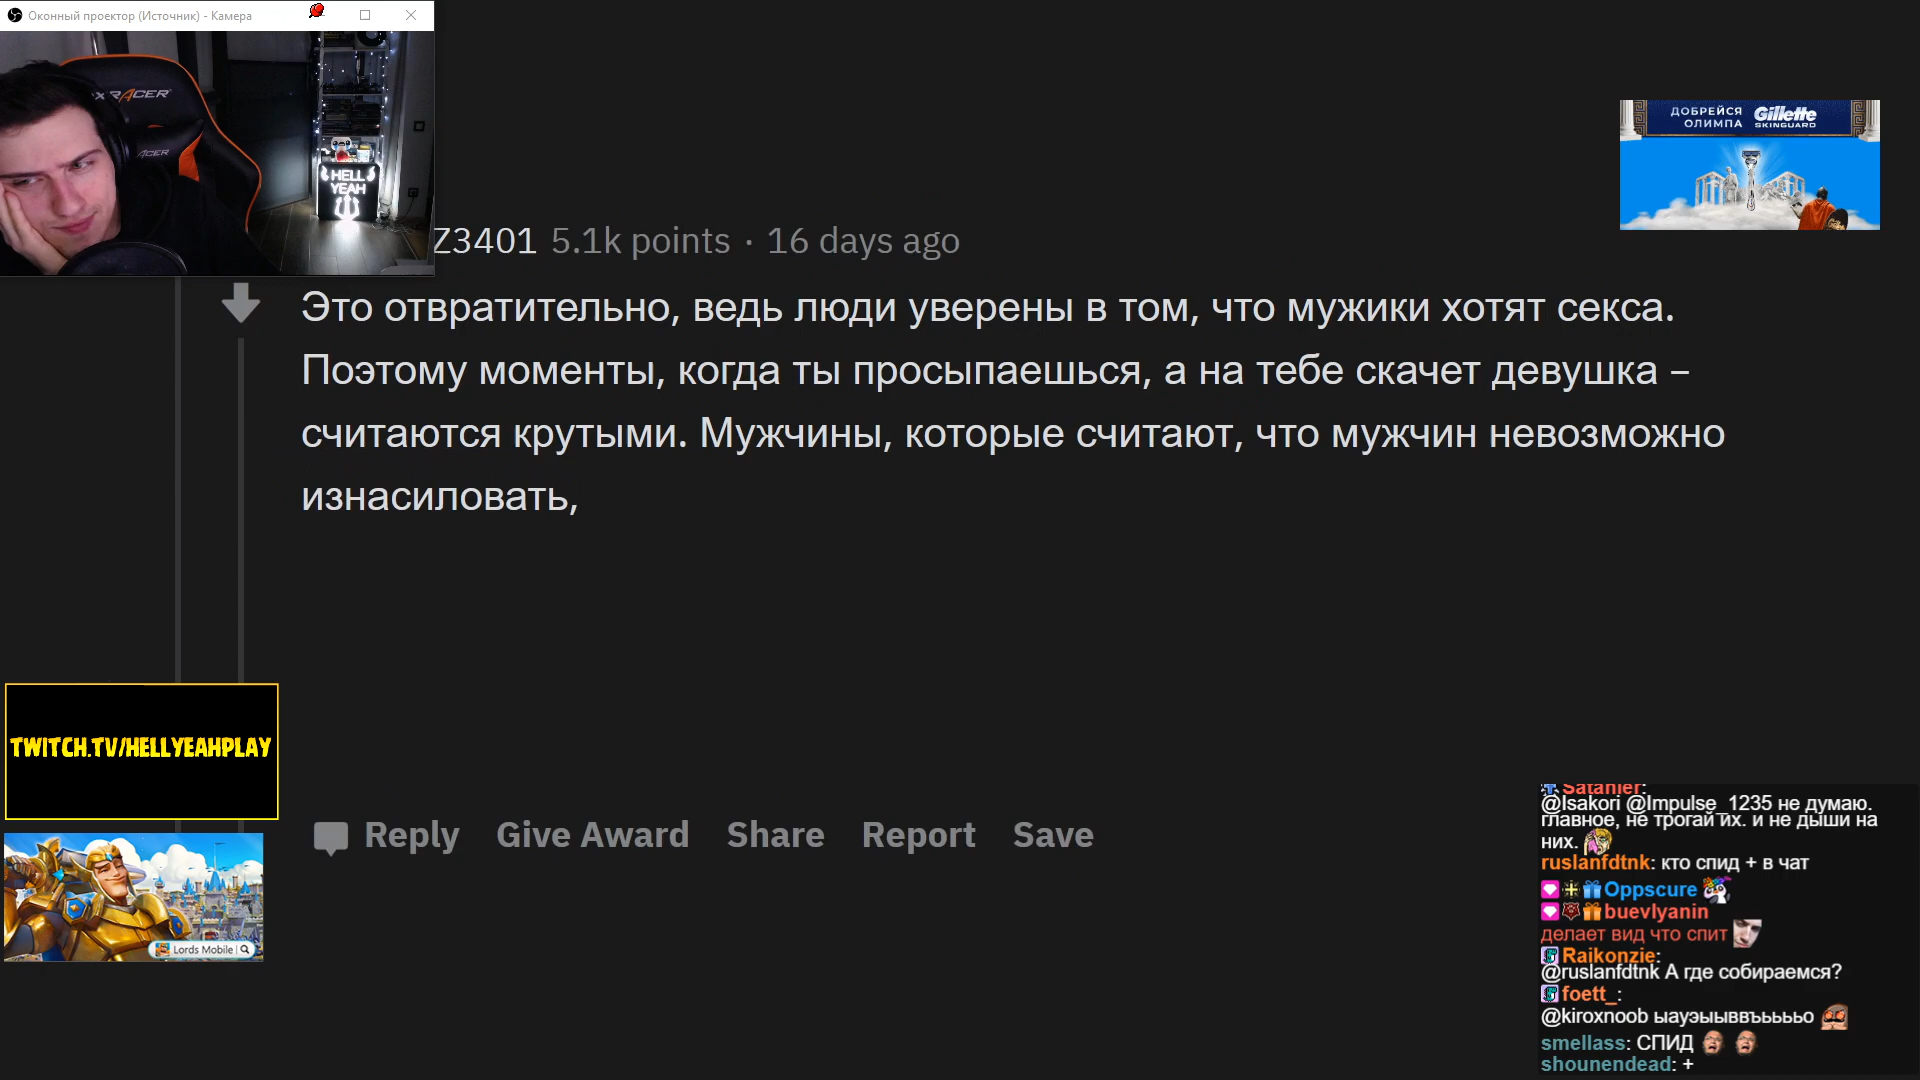 Оконный проектор (Источник) - Камера
RACER
ACER
HELL
YEAH
ДОБРЕЙСЯ
ОЛИМПА
Gillette
SKINGUARD
Z3401 5.1k points · 16 days ago
Это отвратительно, ведь люди уверены в том, что мужики хотят секса.
Поэтому моменты, когда ты просыпаешься, а на тебе скачет девушка –
считаются крутыми. Мужчины, которые считают, что мужчин невозможно
изнасиловать,
TWITCH.TV/HELLYEAHPLAY
Reply Give Award Share Report Save
Lords Mobile
Satanier:
@Isakori @Impulse_1235 не думаю.
главное, не трогай их. и не дыши на
них.
ruslanfdtnk: кто спид + в чат
Oppscure
buevlyanin
делает вид что спит
Raikonzie:
@ruslanfdtnk А где собираемся?
foett_:
@kiroxnoob ыауэыыввъььььо
smellass: СПИД
shounendead: +